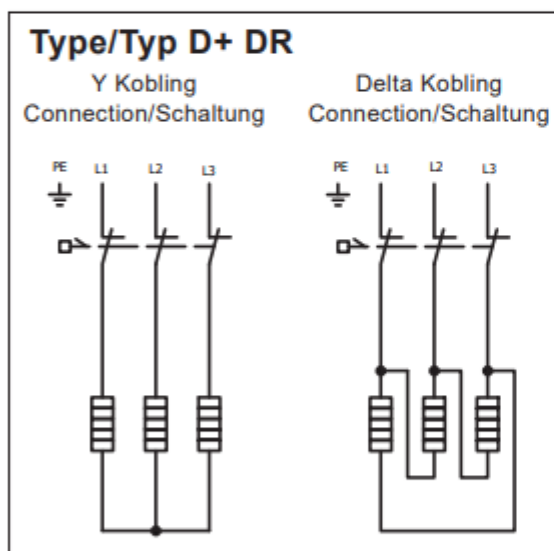 Type/Typ D+ DR
Y Kobling
Connection/Schaltung
Delta Kobling
Connection/Schaltung
PE L1 L2 L3
PE L1 L2 L3